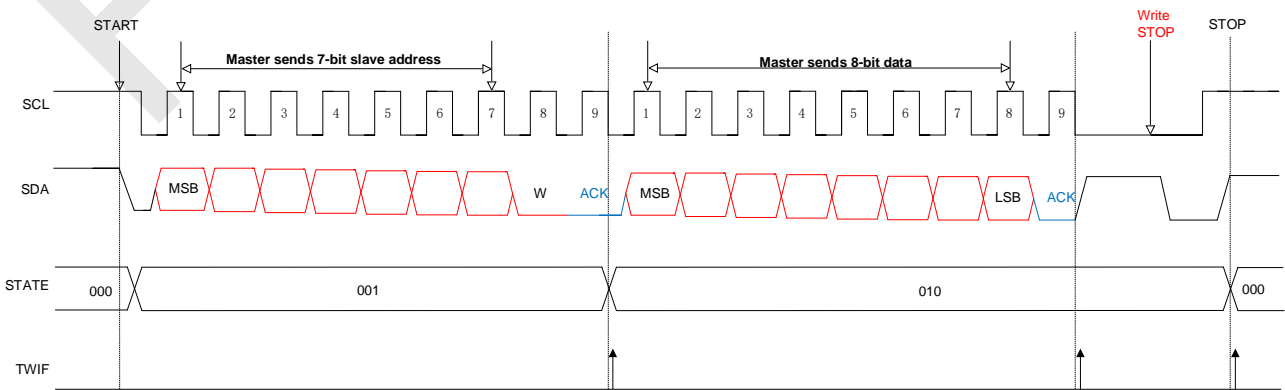 START
Write
STOP
STOP
Master sends 7-bit slave address
Master sends 8-bit data
SCL
1 2 3 4 5 6 7 8 9 1 2 3 4 5 6 7 8 9
SDA
MSB W ACK MSB LSB ACK
STATE
000 001 010 000
TWIF